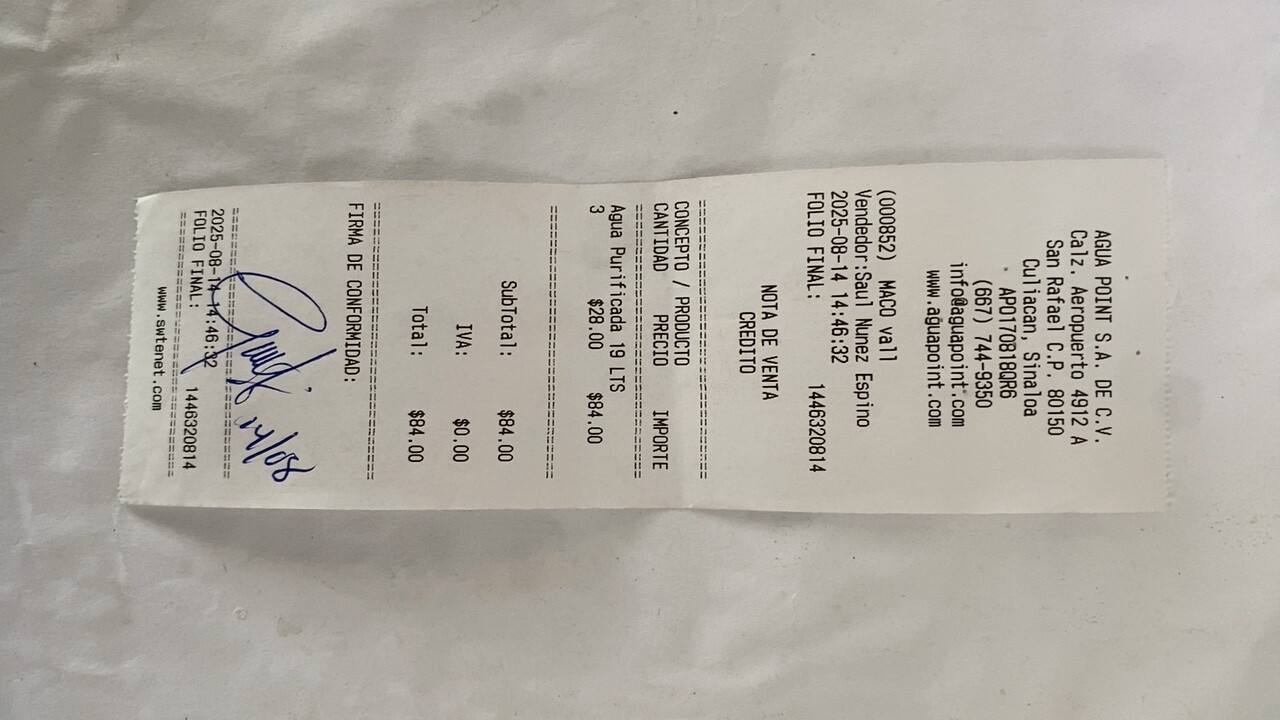 AGUA POINT S.A. DE C.V.
Calz. Aeropuerto 4912 A
San Rafael C.P. 80150
Culiacan, Sinaloa
APO170818QR6
(667) 744-9350
info@aguapoint.com
www.aguapoint.com
NOTA DE VENTA
CREDITO
(000852) MACO vall
Vendedor:Saul Nunez Espino
2025-08-14 14:46:32
FOLIO FINAL: 1446320814
================================
CONCEPTO / PRODUCTO
CANTIDAD PRECIO IMPORTE
================================
Agua Purificada 19 LTS
3 $28.00 $84.00
================================
SubTotal: $84.00
IVA: $0.00
Total: $84.00
================================
FIRMA DE CONFORMIDAD:
14/08
================================
2025-08-14 14:46:32
FOLIO FINAL: 1446320814
================================
www.swtenet.com